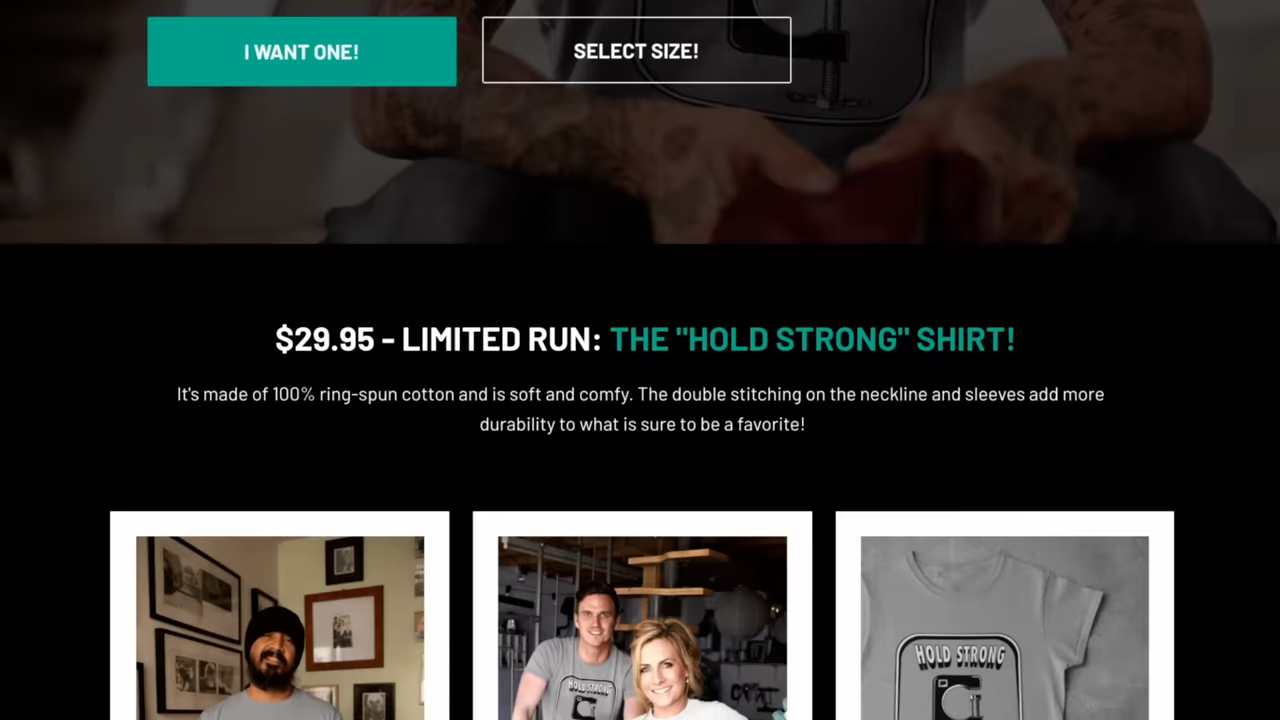 I WANT ONE!
SELECT SIZE!
$29.95 - LIMITED RUN: THE "HOLD STRONG" SHIRT!
It's made of 100% ring-spun cotton and is soft and comfy. The double stitching on the neckline and sleeves add more
durability to what is sure to be a favorite!
HOLD STRONG
HOLD STRONG